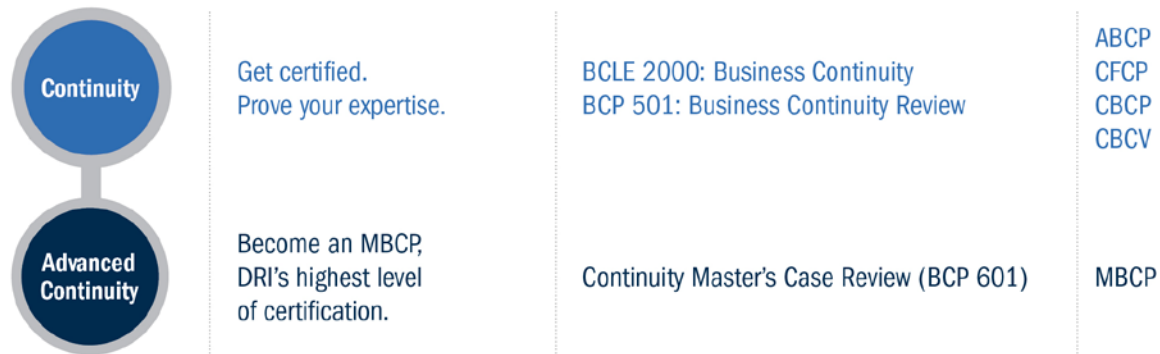 Continuity
Get certified.
Prove your expertise.
BCLE 2000: Business Continuity
BCP 501: Business Continuity Review
ABCP
CFCP
CBCP
CBCV
Advanced
Continuity
Become an MBCP,
DRI’s highest level
of certification.
Continuity Master’s Case Review (BCP 601)
MBCP